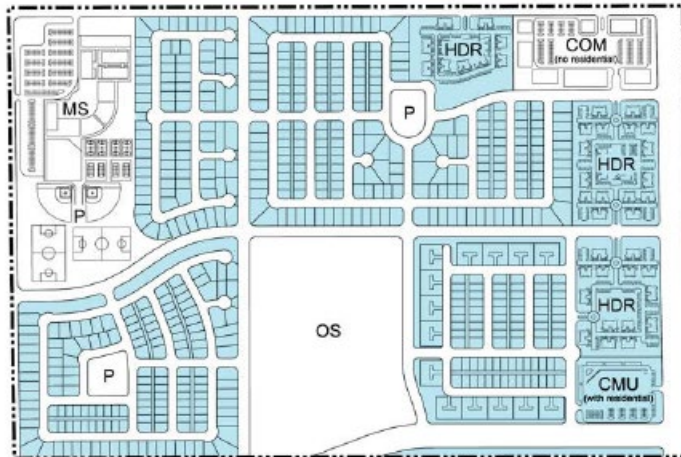 HDR
COM
(no residential)
MS
P
HDR
P
OS
HDR
P
CMU
(with residential)